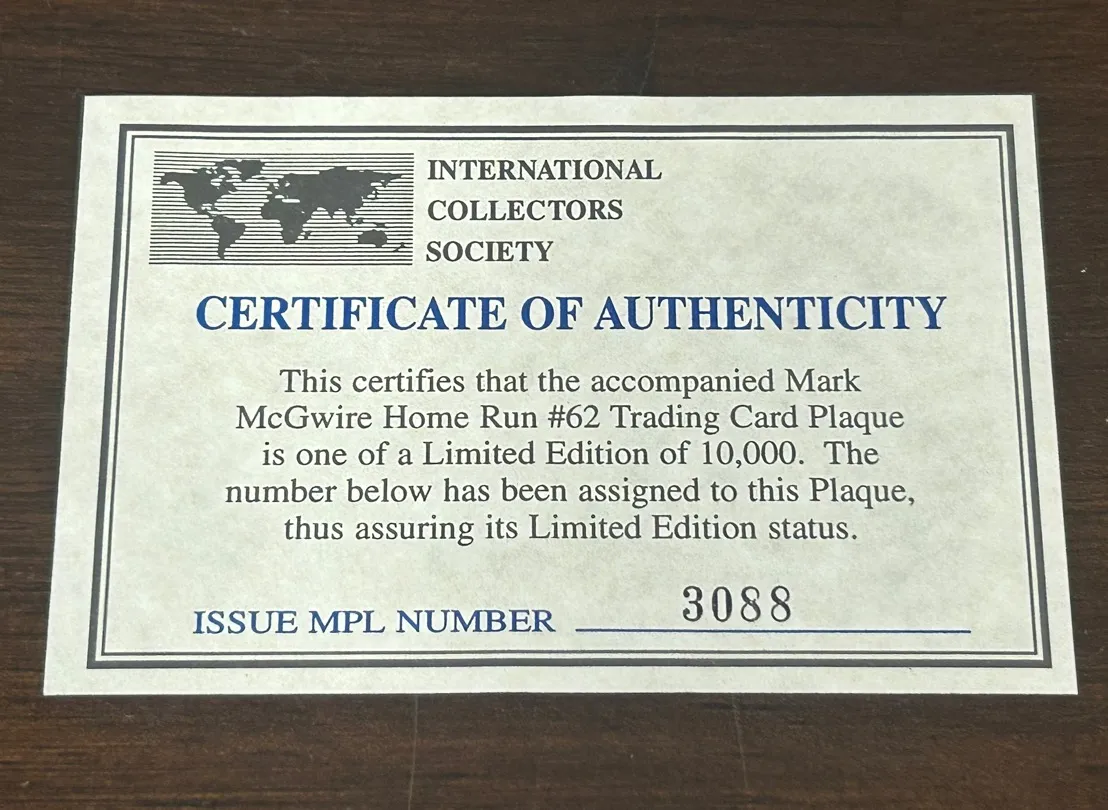 INTERNATIONAL
COLLECTORS
SOCIETY
CERTIFICATE OF AUTHENTICITY
This certifies that the accompanied Mark
McGwire Home Run #62 Trading Card Plaque
is one of a Limited Edition of 10,000. The
number below has been assigned to this Plaque,
thus assuring its Limited Edition status.
ISSUE MPL NUMBER 3088